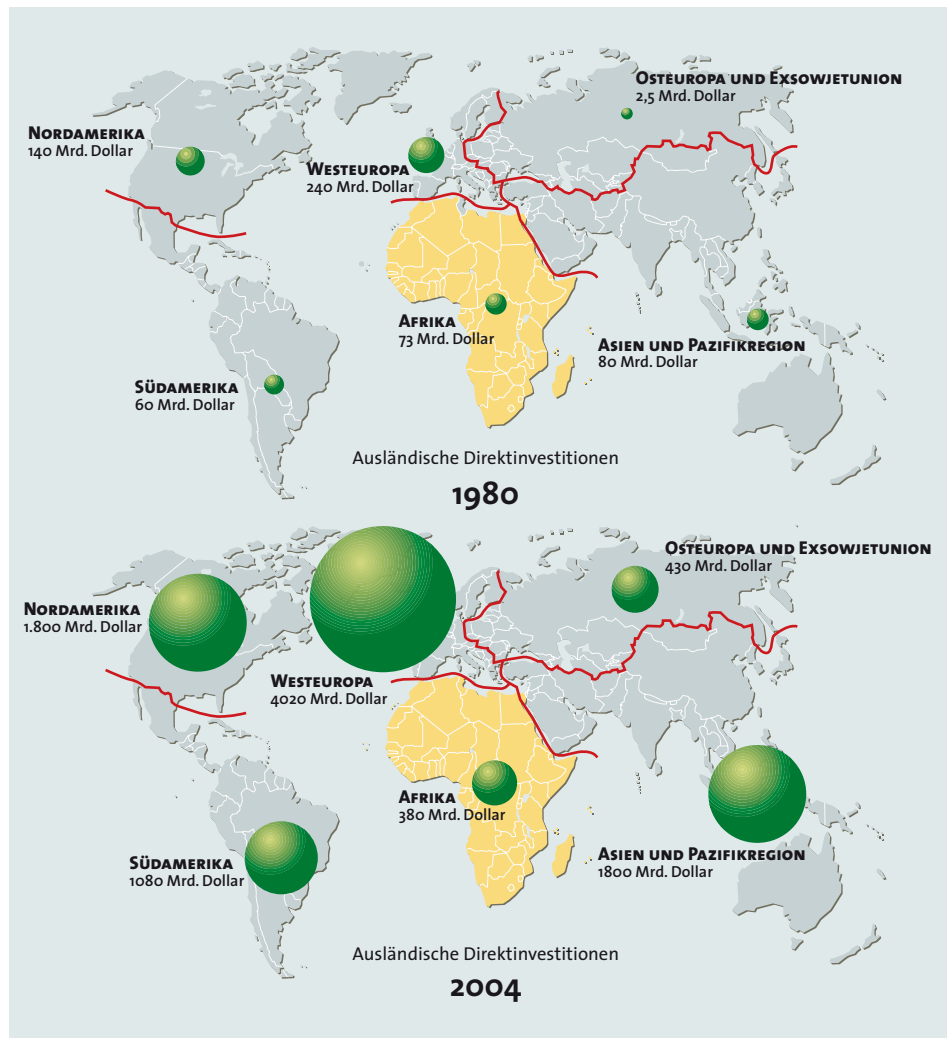 OSTEUROPA UND EXSOWJETUNION
2,5 Mrd. Dollar
NORDAMERIKA
140 Mrd. Dollar
WESTEUROPA
240 Mrd. Dollar
AFRIKA
73 Mrd. Dollar
ASIEN UND PAZIFIKREGION
80 Mrd. Dollar
SÜDAMERIKA
60 Mrd. Dollar
Ausländische Direktinvestitionen
1980
OSTEUROPA UND EXSOWJETUNION
430 Mrd. Dollar
NORDAMERIKA
1.800 Mrd. Dollar
WESTEUROPA
4020 Mrd. Dollar
AFRIKA
380 Mrd. Dollar
ASIEN UND PAZIFIKREGION
1800 Mrd. Dollar
SÜDAMERIKA
1080 Mrd. Dollar
Ausländische Direktinvestitionen
2004